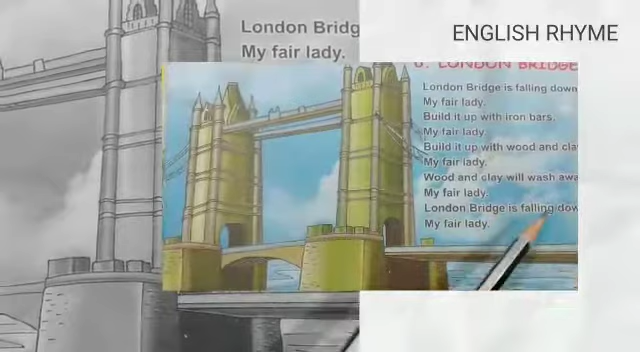 London Bridg
My fair lady.
ENGLISH RHYME
6. LONDON BRIDGE
London Bridge is falling down
My fair lady.
Build it up with iron bars.
My fair lady
Build it up with wood and cla
My fair lady.
Wood and clay will wash awa
My fair lady.
London Bridge is falling dow
My fair lady.